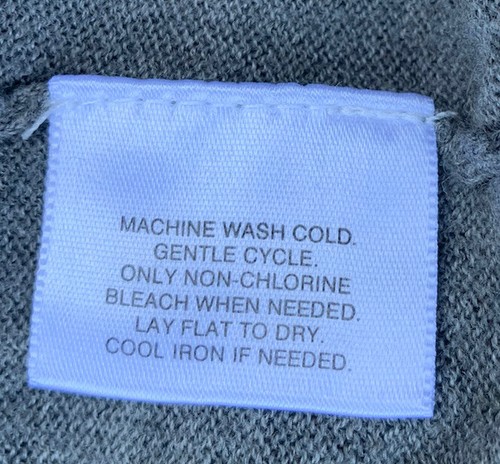 MACHINE WASH COLD.
GENTLE CYCLE.
ONLY NON-CHLORINE
BLEACH WHEN NEEDED.
LAY FLAT TO DRY.
COOL IRON IF NEEDED.